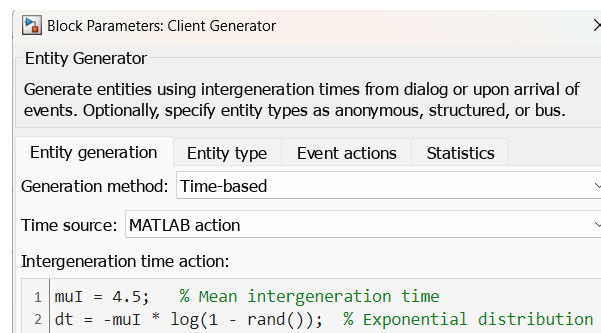 Block Parameters: Client Generator
Entity Generator
Generate entities using intergeneration times from dialog or upon arrival of
events. Optionally, specify entity types as anonymous, structured, or bus.
Entity generation Entity type Event actions Statistics
Generation method: Time-based
Time source: MATLAB action
Intergeneration time action:
1 muI = 4.5;   % Mean intergeneration time
2 dt = -muI * log(1 - rand());  % Exponential distribution